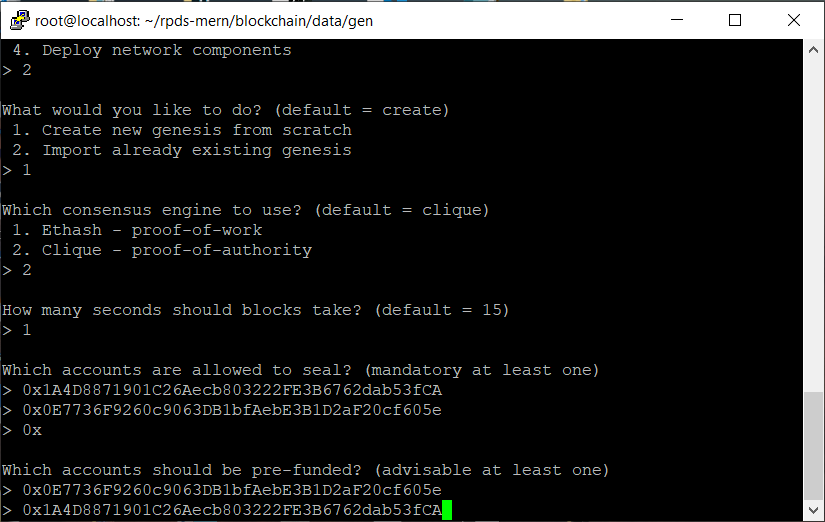 root@localhost: ~/rpds-mern/blockchain/data/gen
4. Deploy network components
> 2
What would you like to do? (default = create)
1. Create new genesis from scratch
2. Import already existing genesis
> 1
Which consensus engine to use? (default = clique)
1. Ethash - proof-of-work
2. Clique - proof-of-authority
> 2
How many seconds should blocks take? (default = 15)
> 1
Which accounts are allowed to seal? (mandatory at least one)
> 0x1A4D8871901C26Aecb803222FE3B6762dab53fCA
> 0x0E7736F9260c9063DB1bfAebE3B1D2aF20cf605e
> 0x
Which accounts should be pre-funded? (advisable at least one)
> 0x0E7736F9260c9063DB1bfAebE3B1D2aF20cf605e
> 0x1A4D8871901C26Aecb803222FE3B6762dab53fCA